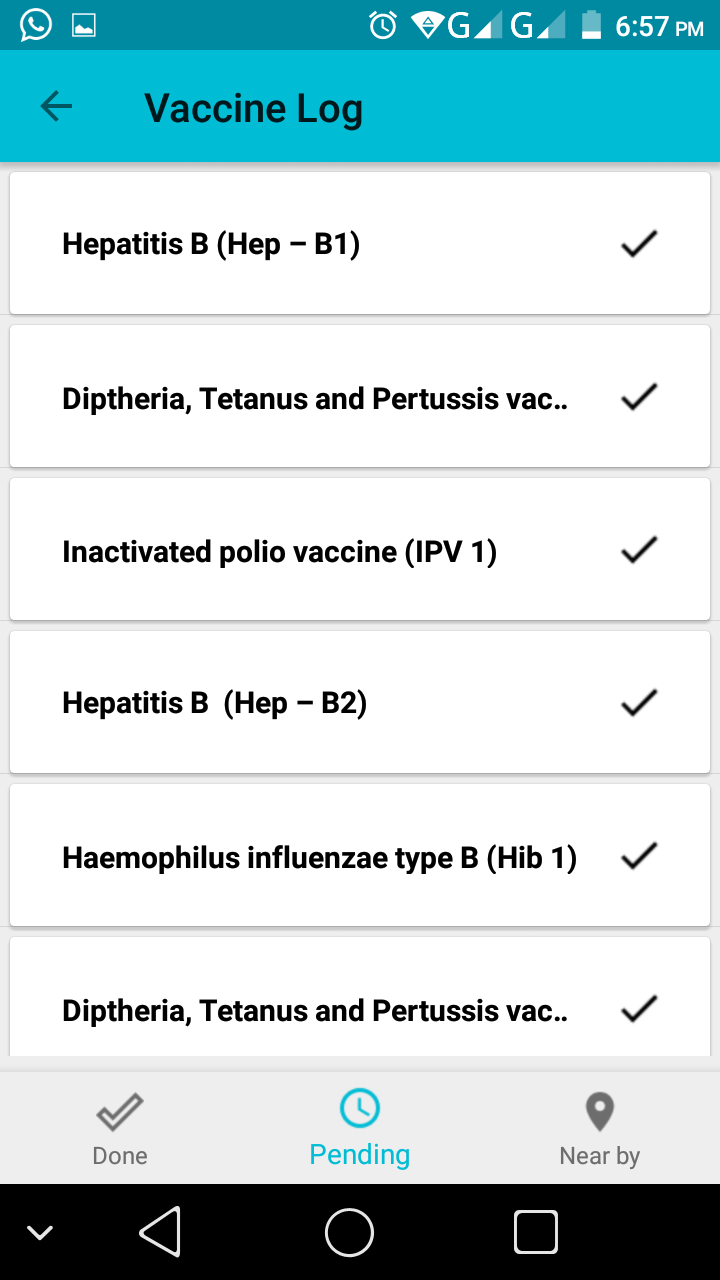 G G 6:57 PM
Vaccine Log
Hepatitis B (Hep – B1)
Diptheria, Tetanus and Pertussis vac..
Inactivated polio vaccine (IPV 1)
Hepatitis B  (Hep – B2)
Haemophilus influenzae type B (Hib 1)
Diptheria, Tetanus and Pertussis vac..
Done Pending Near by